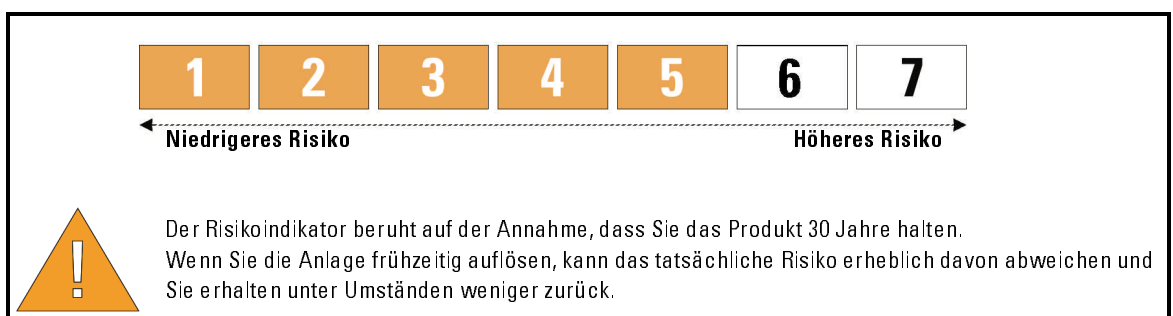 1 2 3 4 5 6 7
Niedrigeres Risiko Höheres Risiko
Der Risikoindikator beruht auf der Annahme, dass Sie das Produkt 30 Jahre halten.
Wenn Sie die Anlage frühzeitig auflösen, kann das tatsächliche Risiko erheblich davon abweichen und
Sie erhalten unter Umständen weniger zurück.